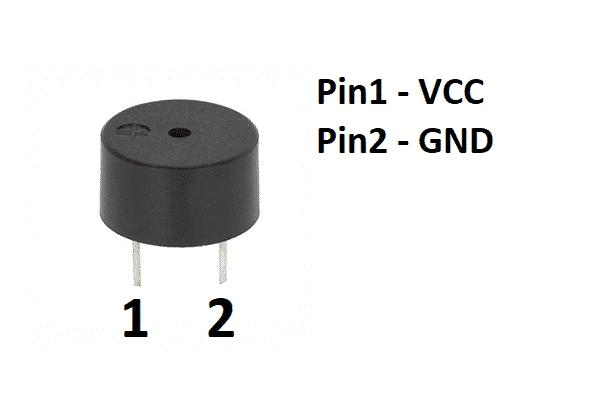 Pin1 - VCC
Pin2 - GND
+
1 2